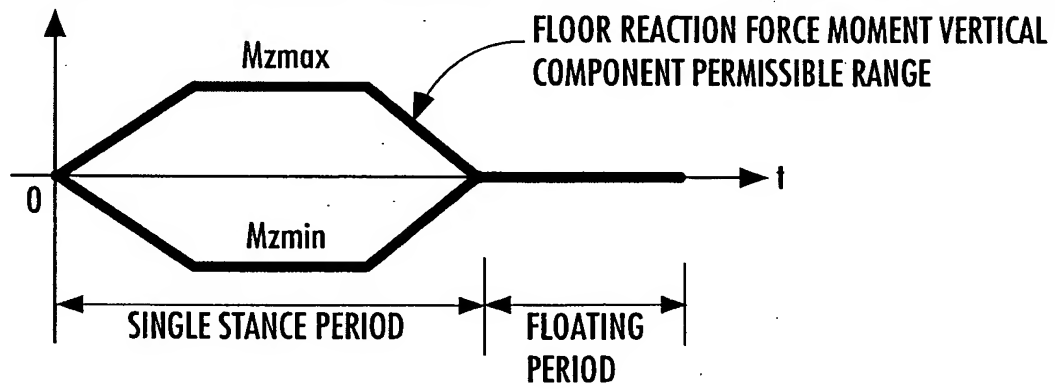 FLOOR REACTION FORCE MOMENT VERTICAL
COMPONENT PERMISSIBLE RANGE
Mzmax
0
t
Mzmin
SINGLE STANCE PERIOD
FLOATING
PERIOD